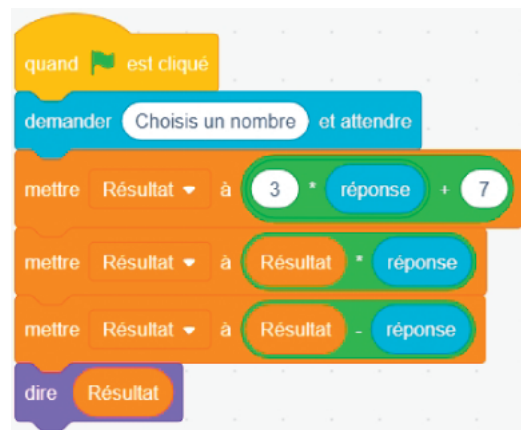 quand est cliqué
demander Choisis un nombre et attendre
mettre Résultat à 3 * réponse + 7
mettre Résultat à Résultat * réponse
mettre Résultat à Résultat - réponse
dire Résultat